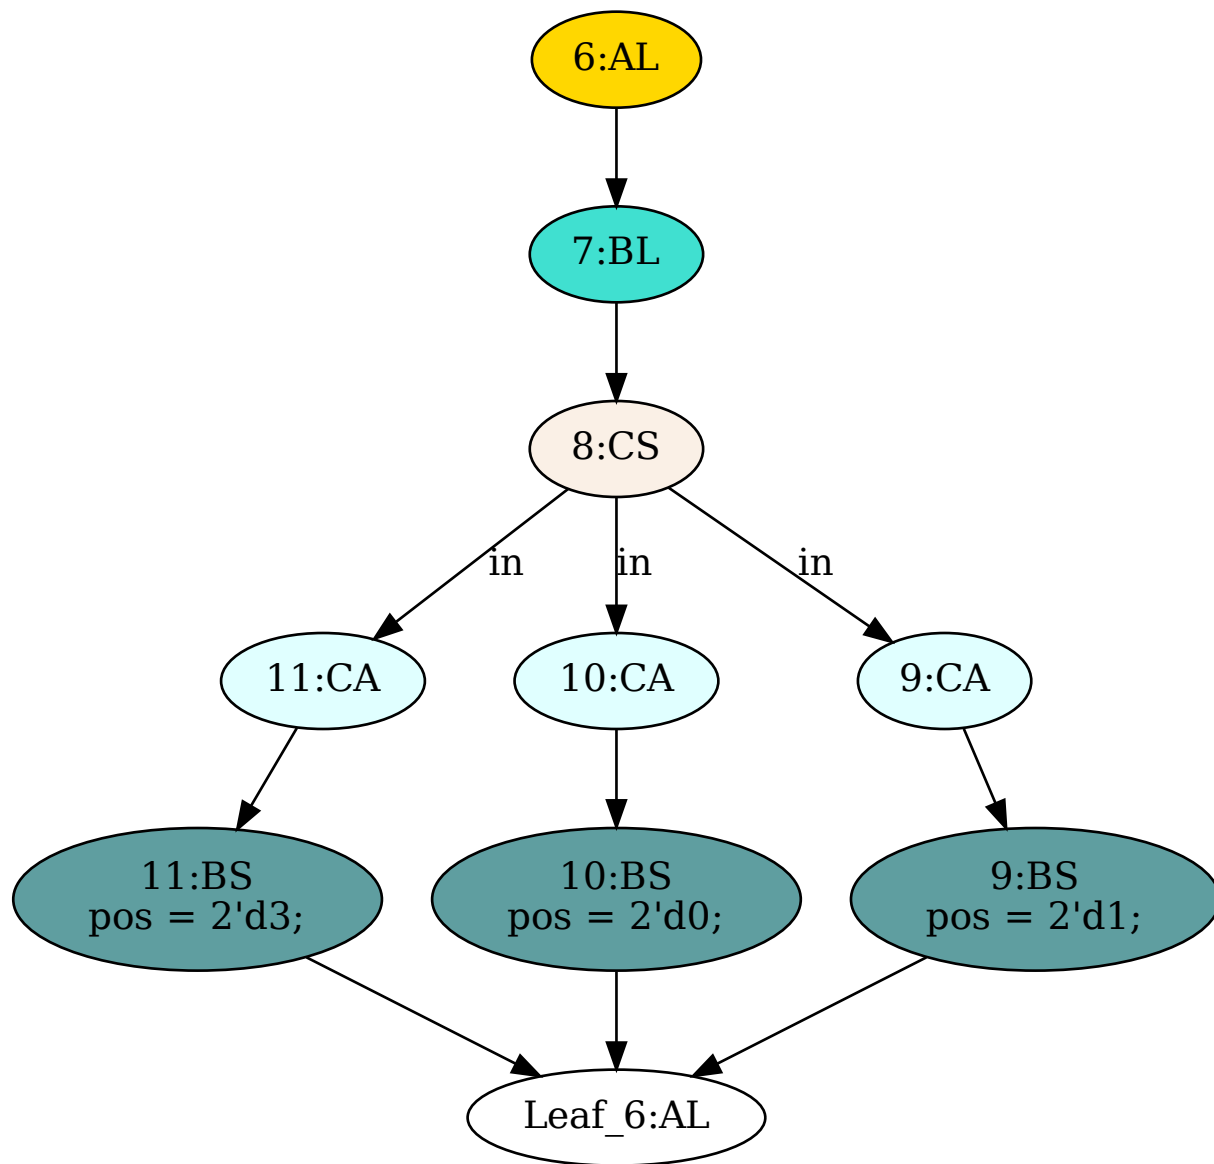 6:AL
7:BL
8:CS
in
in
in
11:CA
10:CA
9:CA
11:BS
pos = 2'd3;
10:BS
pos = 2'd0;
9:BS
pos = 2'd1;
Leaf_6:AL